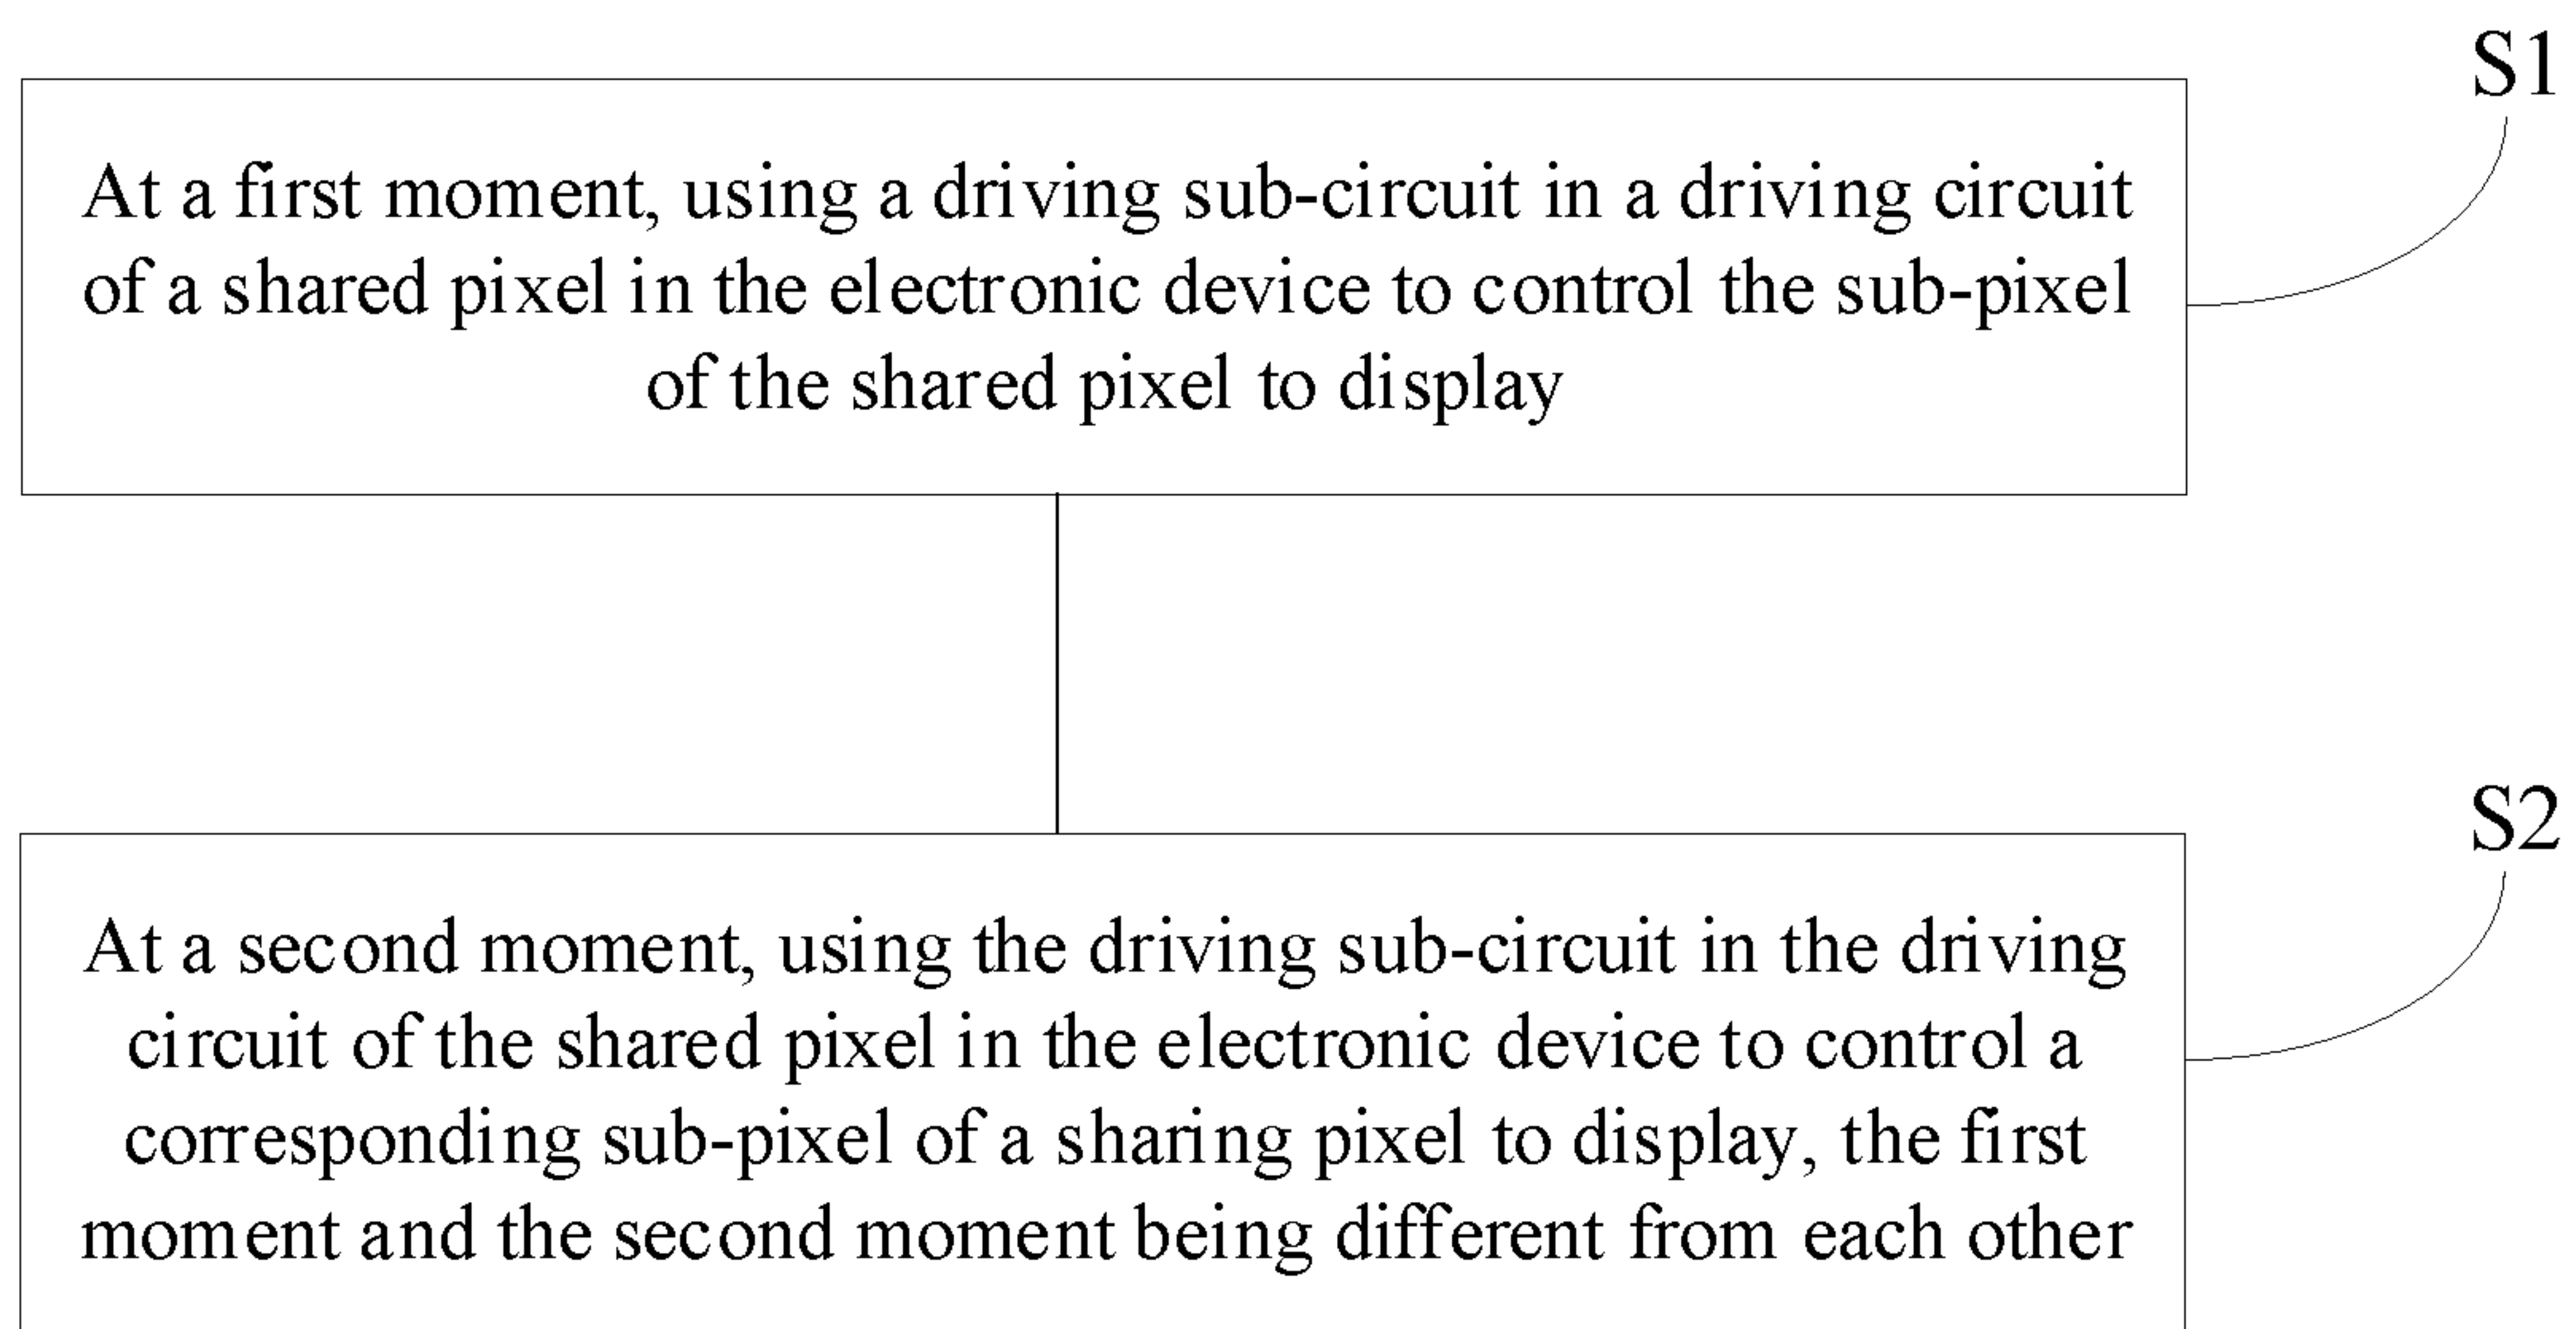 S1
At a first moment, using a driving sub-circuit in a driving circuit
of a shared pixel in the electronic device to control the sub-pixel
of the shared pixel to display
S2
At a second moment, using the driving sub-circuit in the driving
circuit of the shared pixel in the electronic device to control a
corresponding sub-pixel of a sharing pixel to display, the first
moment and the second moment being different from each other